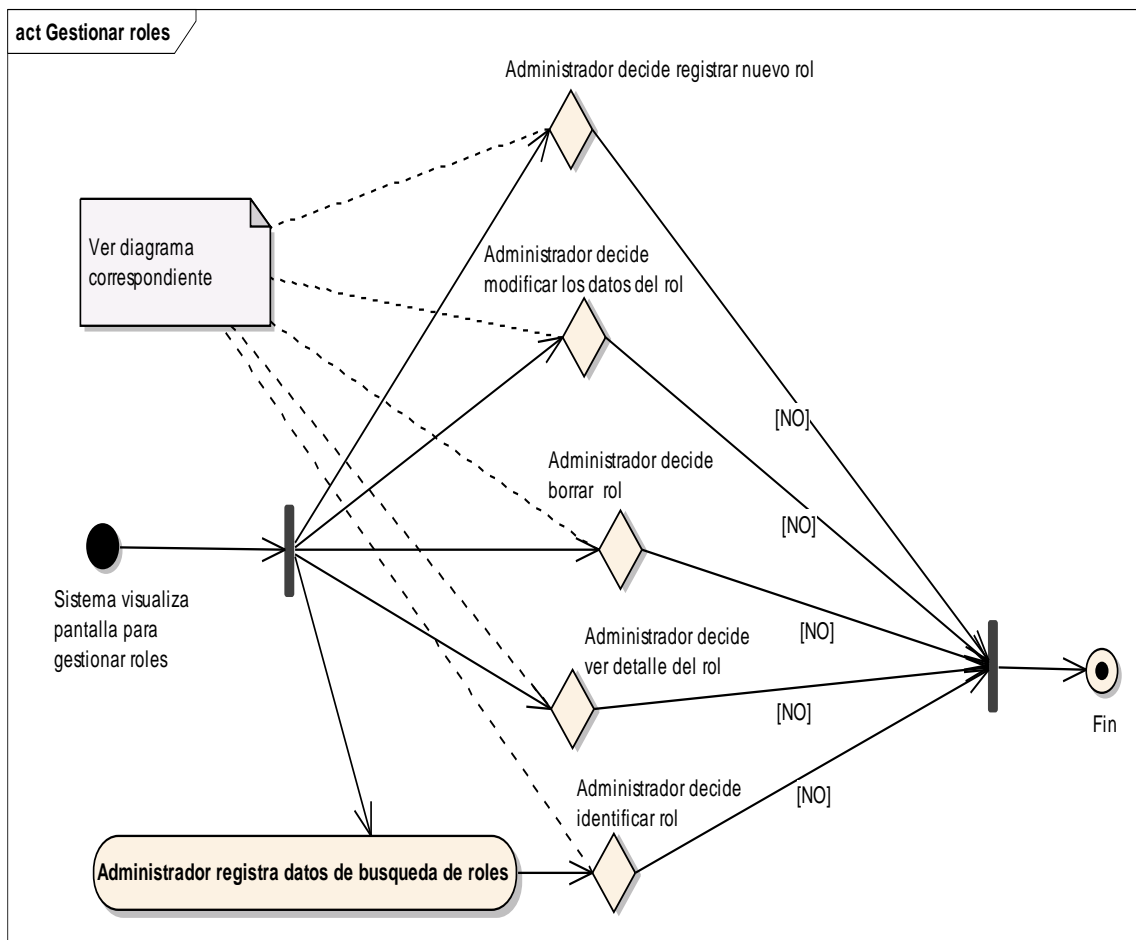 act Gestionar roles
Administrador decide registrar nuevo rol
Ver diagrama
correspondiente
Administrador decide
modificar los datos del rol
[NO]
Administrador decide
borrar rol
[NO]
Sistema visualiza
pantalla para
gestionar roles
Administrador decide
ver detalle del rol
[NO]
[NO]
Fin
Administrador decide
identificar rol
[NO]
Administrador registra datos de busqueda de roles